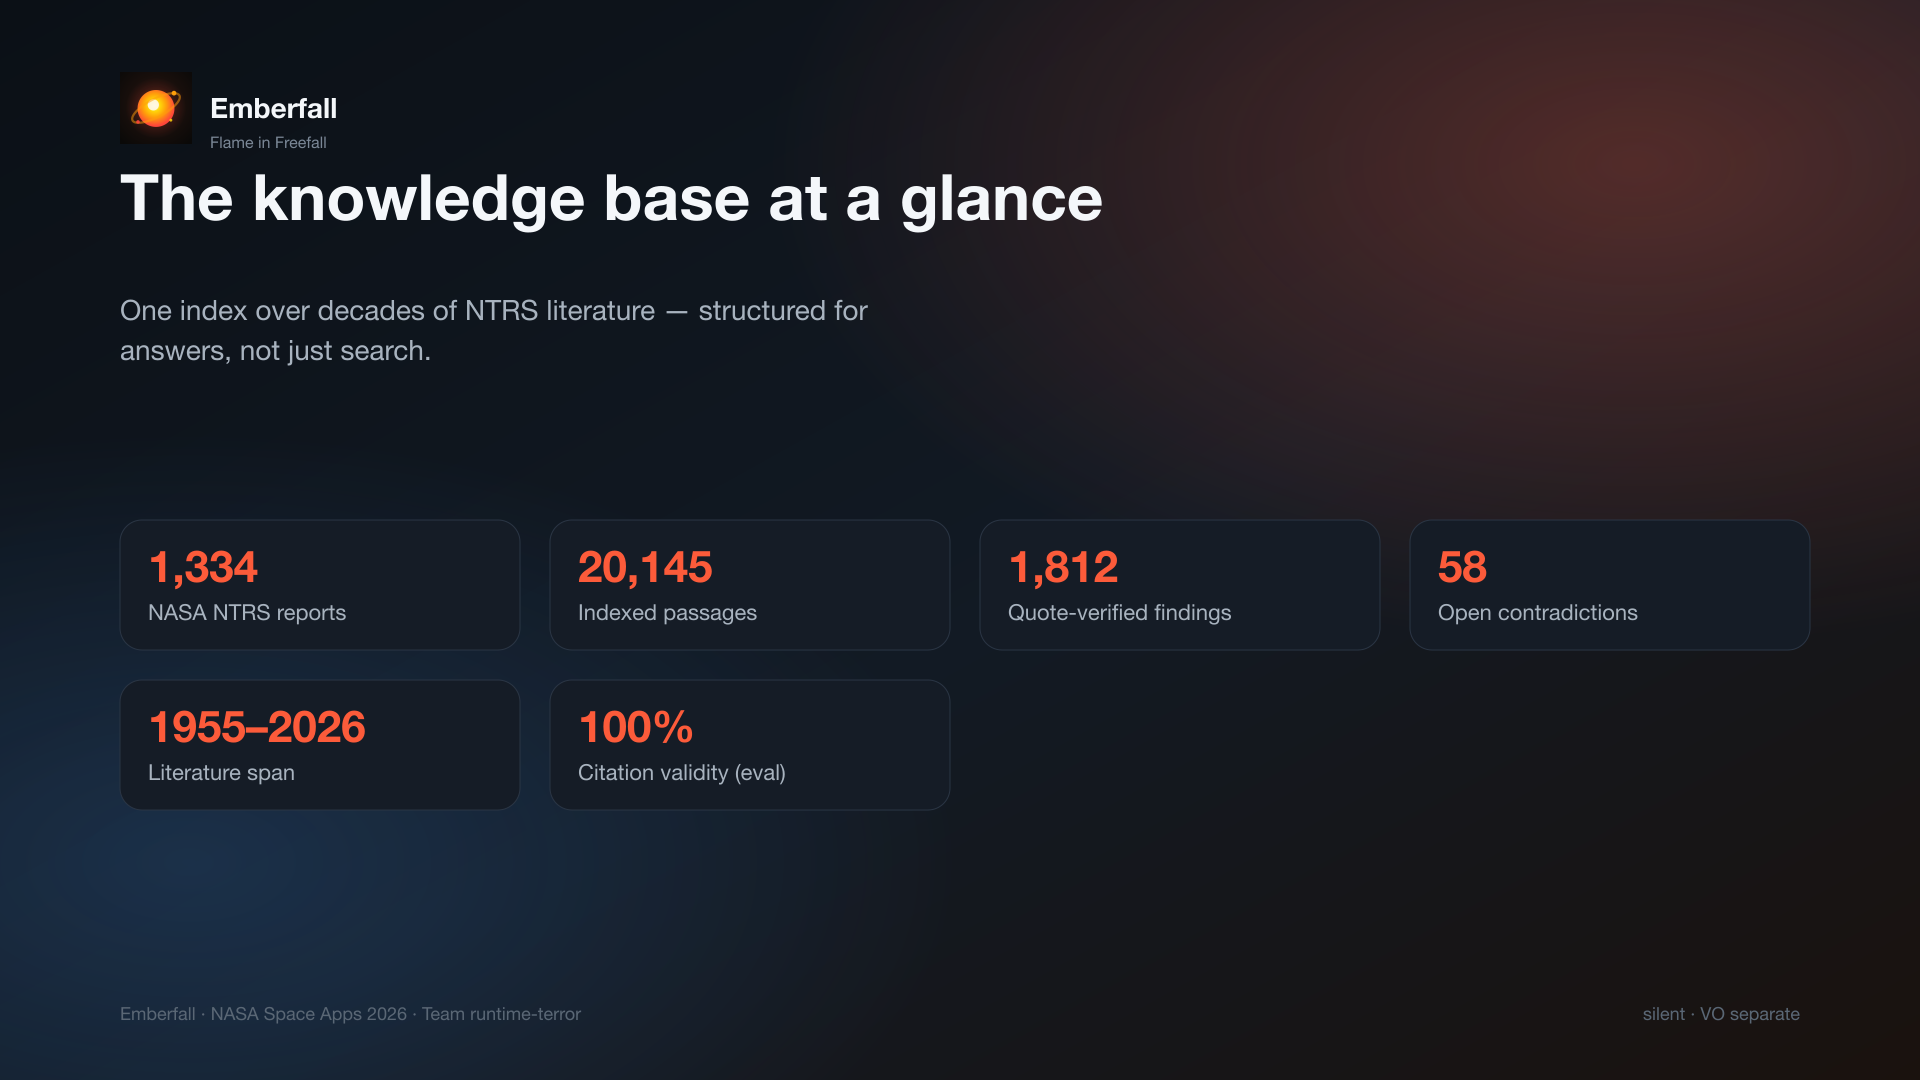 Emberfall
Flame in Freefall
The knowledge base at a glance
One index over decades of NTRS literature — structured for
answers, not just search.
1,334
NASA NTRS reports
20,145
Indexed passages
1,812
Quote-verified findings
58
Open contradictions
1955–2026
Literature span
100%
Citation validity (eval)
Emberfall · NASA Space Apps 2026 · Team runtime-terror
silent · VO separate